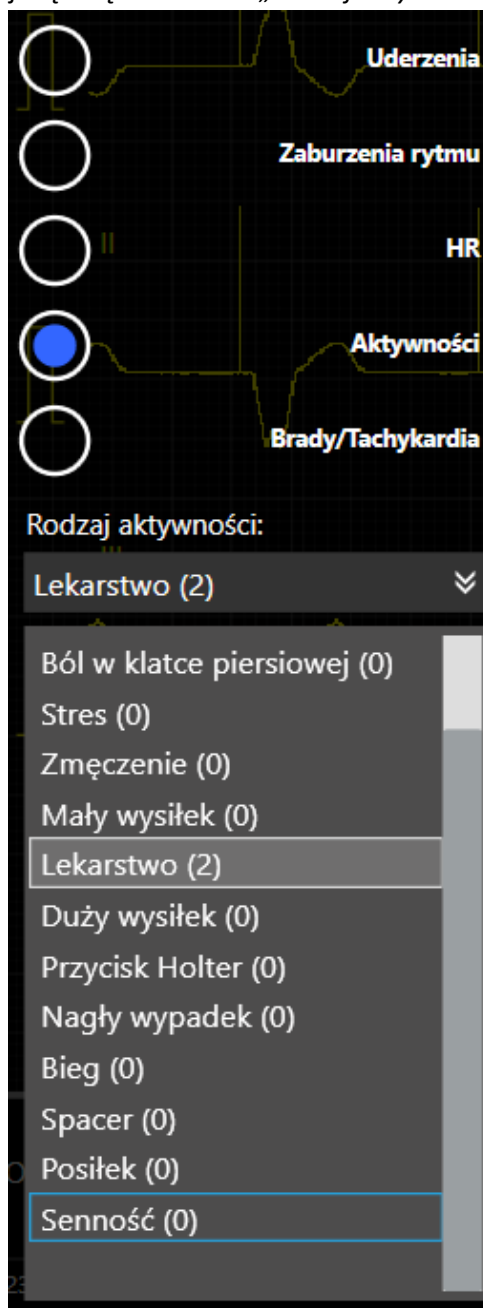 Uderzenia
Zaburzenia rytmu
II
HR
Aktywności
Brady/Tachykardia
Rodzaj aktywności:
III
Lekarstwo (2)
Ból w klatce piersiowej (0)
Stres (0)
Zmęczenie (0)
Mały wysiłek (0)
Lekarstwo (2)
Duży wysiłek (0)
Przycisk Holter (0)
Nagły wypadek (0)
Bieg (0)
Spacer (0)
Posiłek (0)
Senność (0)